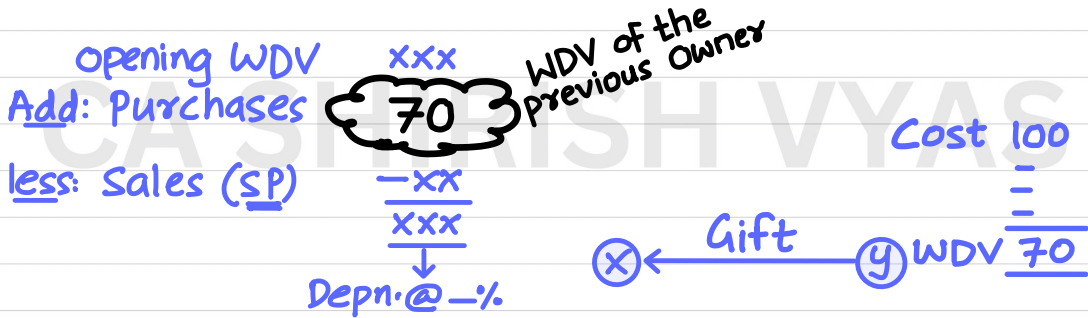 Opening WDV xxx
Add: Purchases 70
WDV of the
previous Owner
less: Sales (SP) -xx
xxx
Depn.@_%
Cost 100
-
-
-
x Gift y WDV 70
CA SHIRISH VYAS